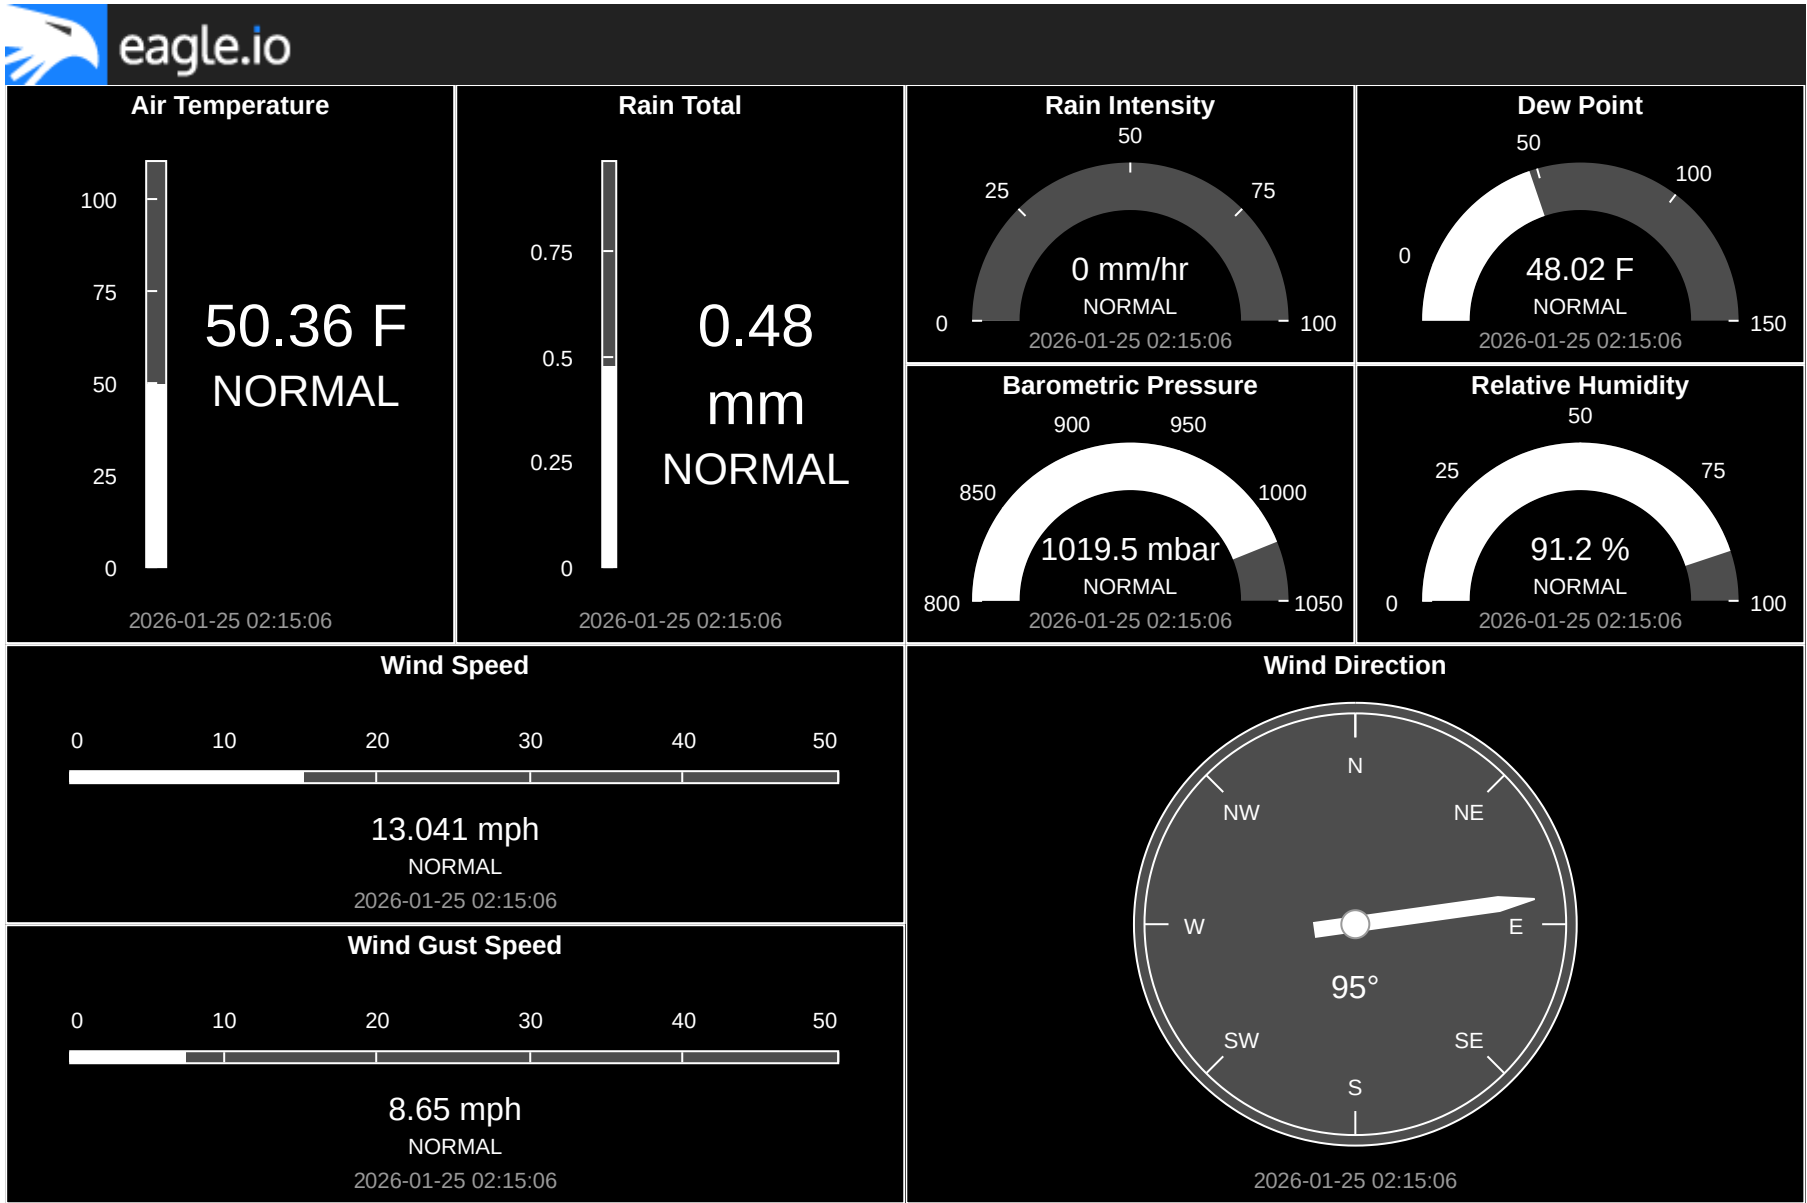 eagle.io
Air Temperature
100
75
50
25
0
50.36 F
NORMAL
2026-01-25 02:15:06
Rain Total
0.75
0.5
0.25
0
0.48
mm
NORMAL
2026-01-25 02:15:06
Rain Intensity
0
25
50
75
100
0 mm/hr
NORMAL
2026-01-25 02:15:06
Dew Point
0
50
100
150
48.02 F
NORMAL
2026-01-25 02:15:06
Barometric Pressure
800
850
900
950
1000
1050
1019.5 mbar
NORMAL
2026-01-25 02:15:06
Relative Humidity
0
25
50
75
100
91.2 %
NORMAL
2026-01-25 02:15:06
Wind Speed
0 10 20 30 40 50
13.041 mph
NORMAL
2026-01-25 02:15:06
Wind Gust Speed
0 10 20 30 40 50
8.65 mph
NORMAL
2026-01-25 02:15:06
Wind Direction
N
NW NE
W E
95°
SW SE
S
2026-01-25 02:15:06